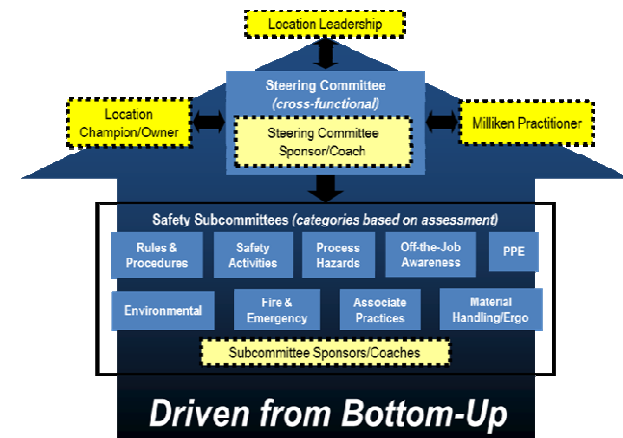 Location Leadership
Steering Committee
(cross-functional)
Location
Champion/Owner
Steering Committee
Sponsor/Coach
Milliken Practitioner
Safety Subcommittees (categories based on assessment)
Rules &
Procedures
Safety
Activities
Process
Hazards
Off-the-Job
Awareness
PPE
Environmental
Fire &
Emergency
Associate
Practices
Material
Handling/Ergo
Subcommittee Sponsors/Coaches
Driven from Bottom-Up